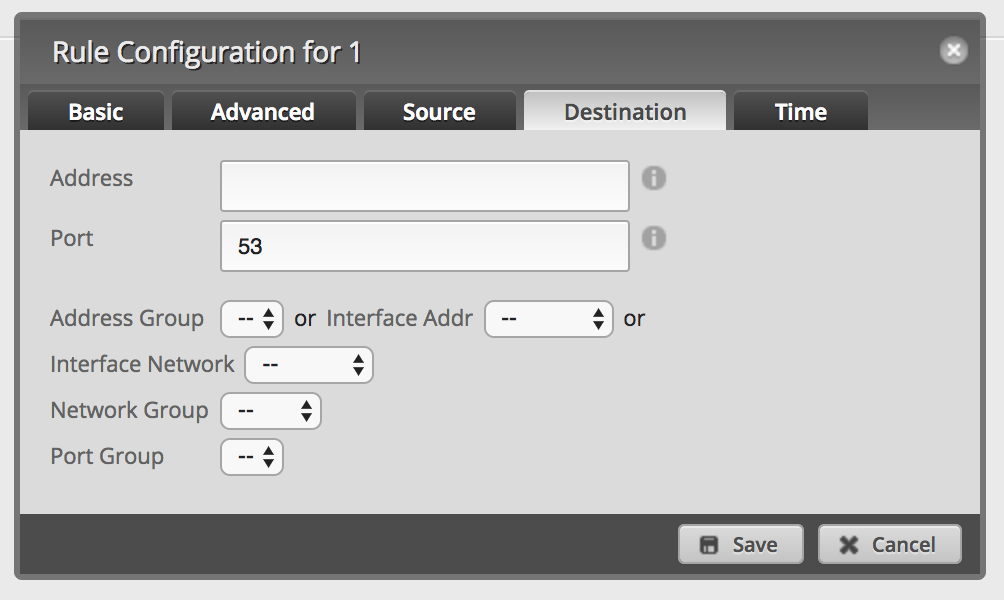 Rule Configuration for 1
Basic Advanced Source Destination Time
Address
Port 53
Address Group -- or Interface Addr -- or
Interface Network --
Network Group --
Port Group --
Save Cancel